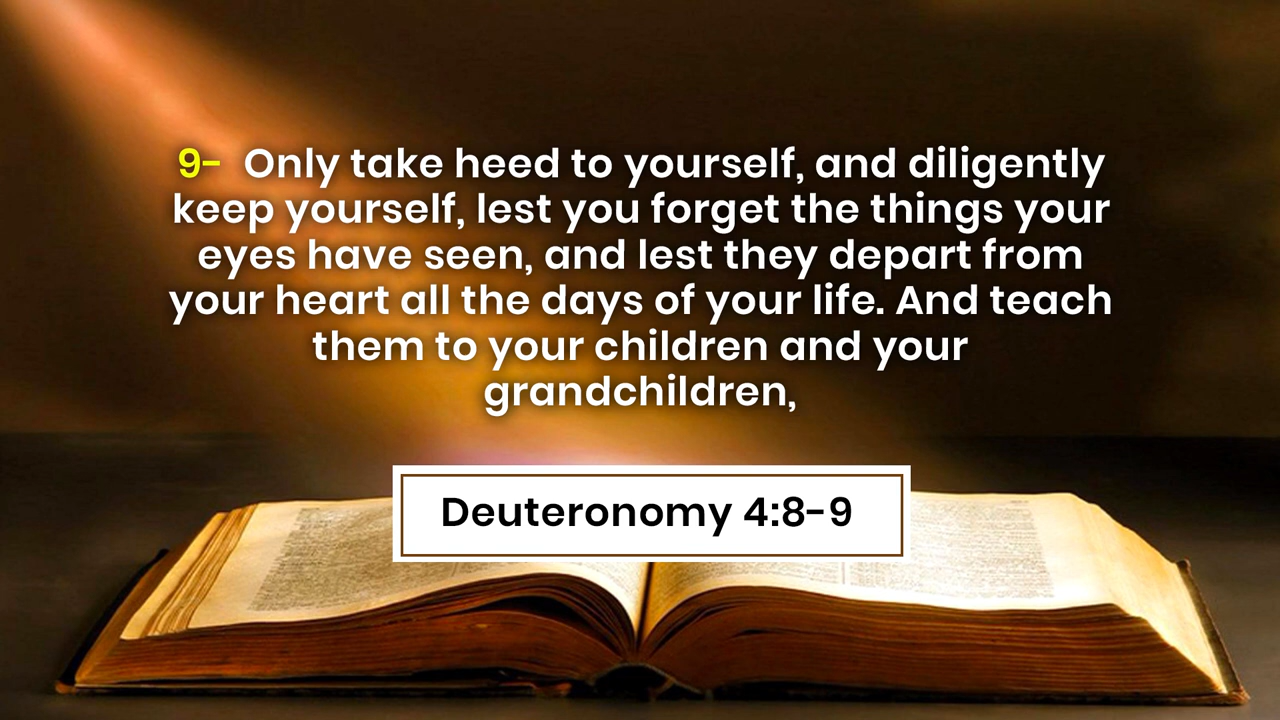 9- Only take heed to yourself, and diligently
keep yourself, lest you forget the things your
eyes have seen, and lest they depart from
your heart all the days of your life. And teach
them to your children and your
grandchildren,
Deuteronomy 4:8-9